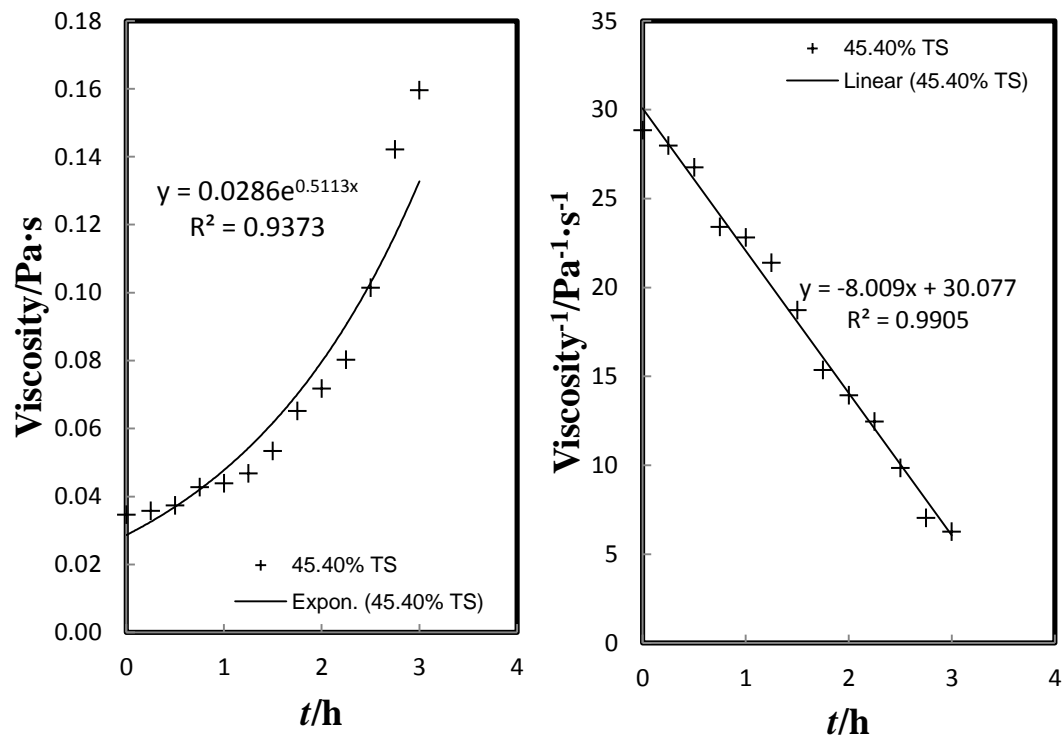 0.18
0.16
0.14
0.12
0.10
0.08
0.06
0.04
0.02
0.00
Viscosity/Pa·s
y = 0.0286e^0.5113x
R² = 0.9373
45.40% TS
Expon. (45.40% TS)
0 1 2 3 4
t/h
35
30
25
20
15
10
5
0
Viscosity⁻¹/Pa⁻¹·s⁻¹
45.40% TS
Linear (45.40% TS)
y = -8.009x + 30.077
R² = 0.9905
0 1 2 3 4
t/h